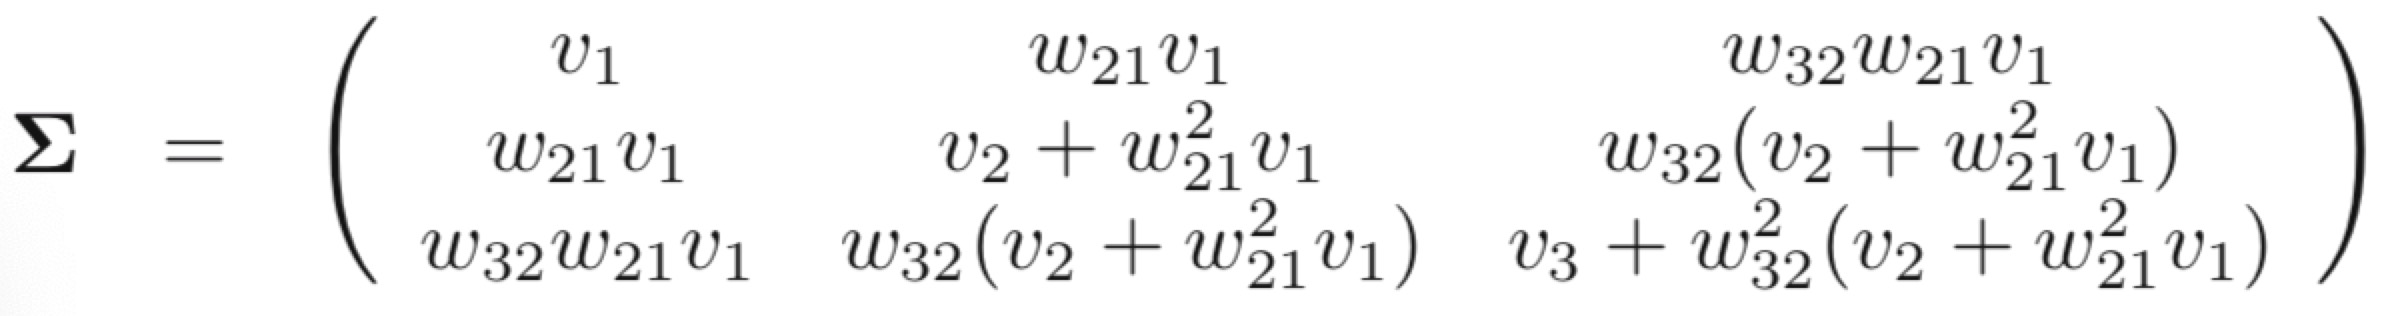 v₁ w₂₁v₁ w₃₂w₂₁v₁
Σ = ( w₂₁v₁ v₂ + w₂₁²v₁ w₃₂(v₂ + w₂₁²v₁) )
w₃₂w₂₁v₁ w₃₂(v₂ + w₂₁²v₁) v₃ + w₃₂²(v₂ + w₂₁²v₁)